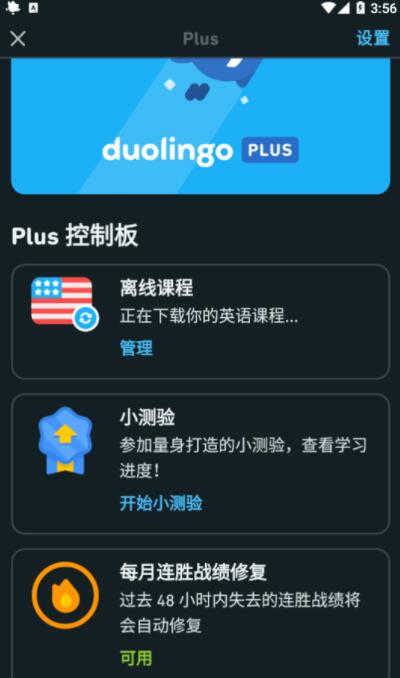 3:56
Plus
设置
duolingo PLUS
Plus 控制板
离线课程
正在下载你的英语课程...
管理
小测验
参加量身打造的小测验，查看学习
进度！
开始小测验
每月连胜战绩修复
过去 48 小时内失去的连胜战绩将
会自动修复
可用